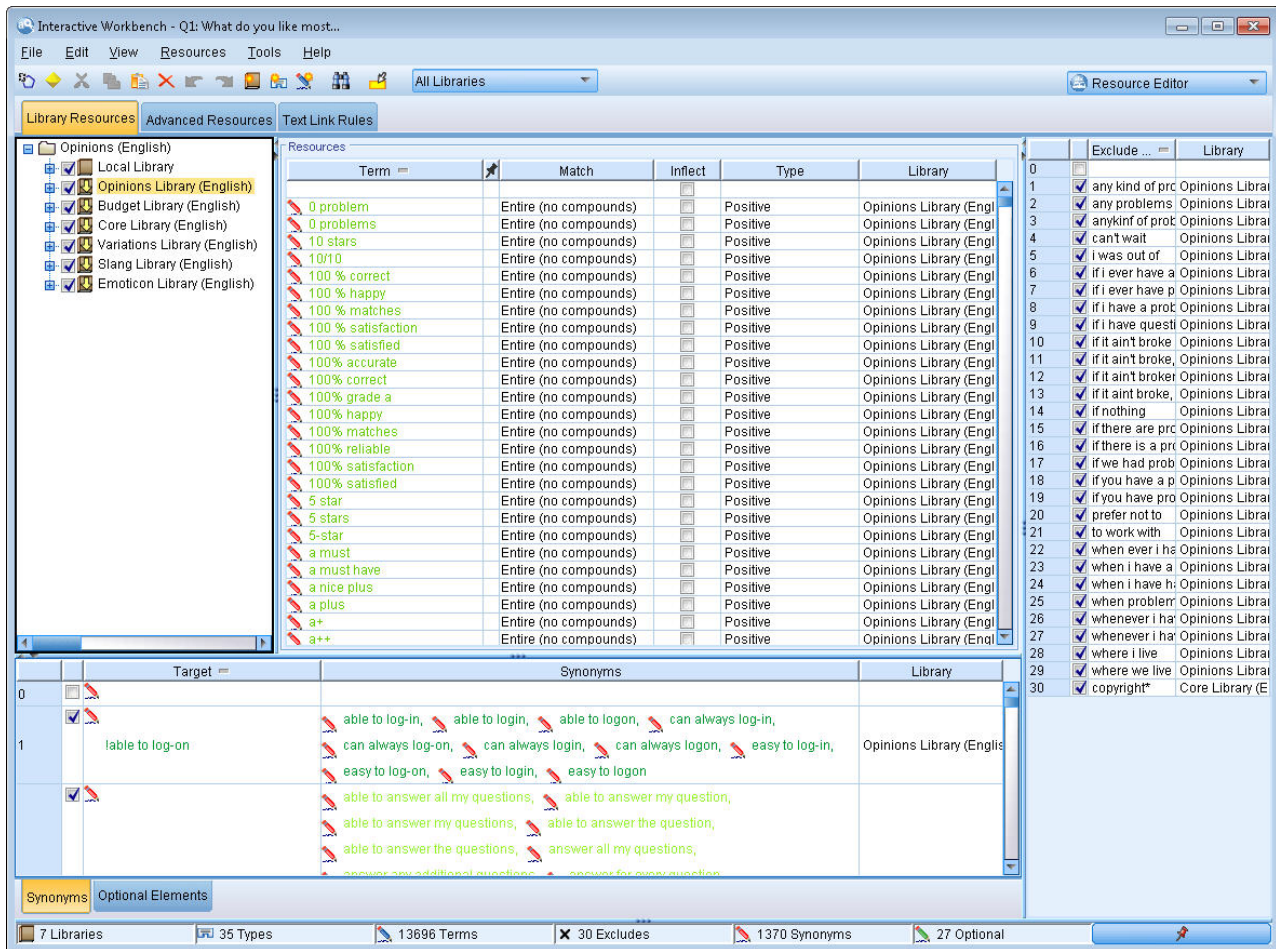 Interactive Workbench - Q1: What do you like most...
File Edit View Resources Tools Help
All Libraries
Resource Editor
Library Resources Advanced Resources Text Link Rules
Opinions (English)
Local Library
Opinions Library (English)
Budget Library (English)
Core Library (English)
Variations Library (English)
Slang Library (English)
Emoticon Library (English)
Resources
Term Match Inflect Type Library
0 problem Entire (no compounds) Positive Opinions Library (Engl
0 problems Entire (no compounds) Positive Opinions Library (Engl
10 stars Entire (no compounds) Positive Opinions Library (Engl
10/10 Entire (no compounds) Positive Opinions Library (Engl
100 % correct Entire (no compounds) Positive Opinions Library (Engl
100 % happy Entire (no compounds) Positive Opinions Library (Engl
100 % matches Entire (no compounds) Positive Opinions Library (Engl
100 % satisfaction Entire (no compounds) Positive Opinions Library (Engl
100 % satisfied Entire (no compounds) Positive Opinions Library (Engl
100% accurate Entire (no compounds) Positive Opinions Library (Engl
100% correct Entire (no compounds) Positive Opinions Library (Engl
100% grade a Entire (no compounds) Positive Opinions Library (Engl
100% happy Entire (no compounds) Positive Opinions Library (Engl
100% matches Entire (no compounds) Positive Opinions Library (Engl
100% reliable Entire (no compounds) Positive Opinions Library (Engl
100% satisfaction Entire (no compounds) Positive Opinions Library (Engl
100% satisfied Entire (no compounds) Positive Opinions Library (Engl
5 star Entire (no compounds) Positive Opinions Library (Engl
5 stars Entire (no compounds) Positive Opinions Library (Engl
5-star Entire (no compounds) Positive Opinions Library (Engl
a must Entire (no compounds) Positive Opinions Library (Engl
a must have Entire (no compounds) Positive Opinions Library (Engl
a nice plus Entire (no compounds) Positive Opinions Library (Engl
a plus Entire (no compounds) Positive Opinions Library (Engl
a+ Entire (no compounds) Positive Opinions Library (Engl
a++ Entire (no compounds) Positive Opinions Library (Engl
Exclude ... Library
0
1 any kind of prc Opinions Librar
2 any problems Opinions Librar
3 anykinf of prob Opinions Librar
4 can't wait Opinions Librar
5 i was out of Opinions Librar
6 if i ever have a Opinions Librar
7 if i ever have p Opinions Librar
8 if i have a prob Opinions Librar
9 if i have questi Opinions Librar
10 if it ain't broke Opinions Librar
11 if it ain't broke, Opinions Librar
12 if it ain't broker Opinions Librar
13 if it aint broke, Opinions Librar
14 if nothing Opinions Librar
15 if there are prc Opinions Librar
16 if there is a pro Opinions Librar
17 if we had prob Opinions Librar
18 if you have a p Opinions Librar
19 if you have pro Opinions Librar
20 prefer not to Opinions Librar
21 to work with Opinions Librar
22 when ever i ha Opinions Librar
23 when i have a Opinions Librar
24 when i have h Opinions Librar
25 when problem Opinions Librar
26 whenever i ha Opinions Librar
27 whenever i ha Opinions Librar
28 where i live Opinions Librar
29 where we live Opinions Librar
30 copyright* Core Library (E
Target Synonyms Library
0
able to log-in, able to login, able to logon, can always log-in,
1 !able to log-on can always log-on, can always login, can always logon, easy to log-in, Opinions Library (Englis
easy to log-on, easy to login, easy to logon
able to answer all my questions, able to answer my question,
able to answer my questions, able to answer the question,
able to answer the questions, answer all my questions,
answer any additional questions, answer for every question
Synonyms Optional Elements
7 Libraries 35 Types 13696 Terms 30 Excludes 1370 Synonyms 27 Optional